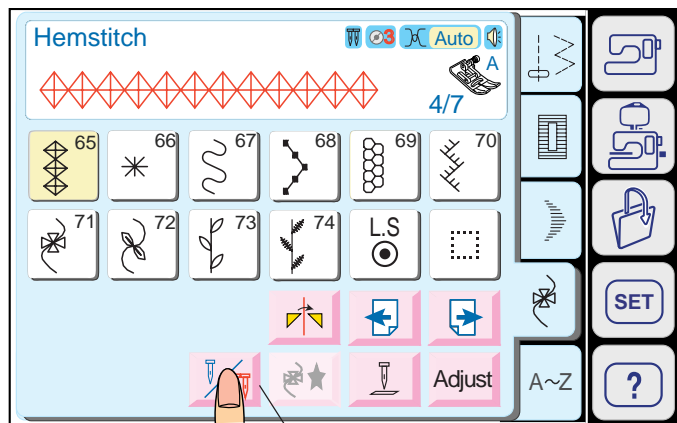 Hemstitch
3 Auto
A
4/7
65 66 67 68 69 70
71 72 73 74 L.S
Adjust
A~Z
SET
?